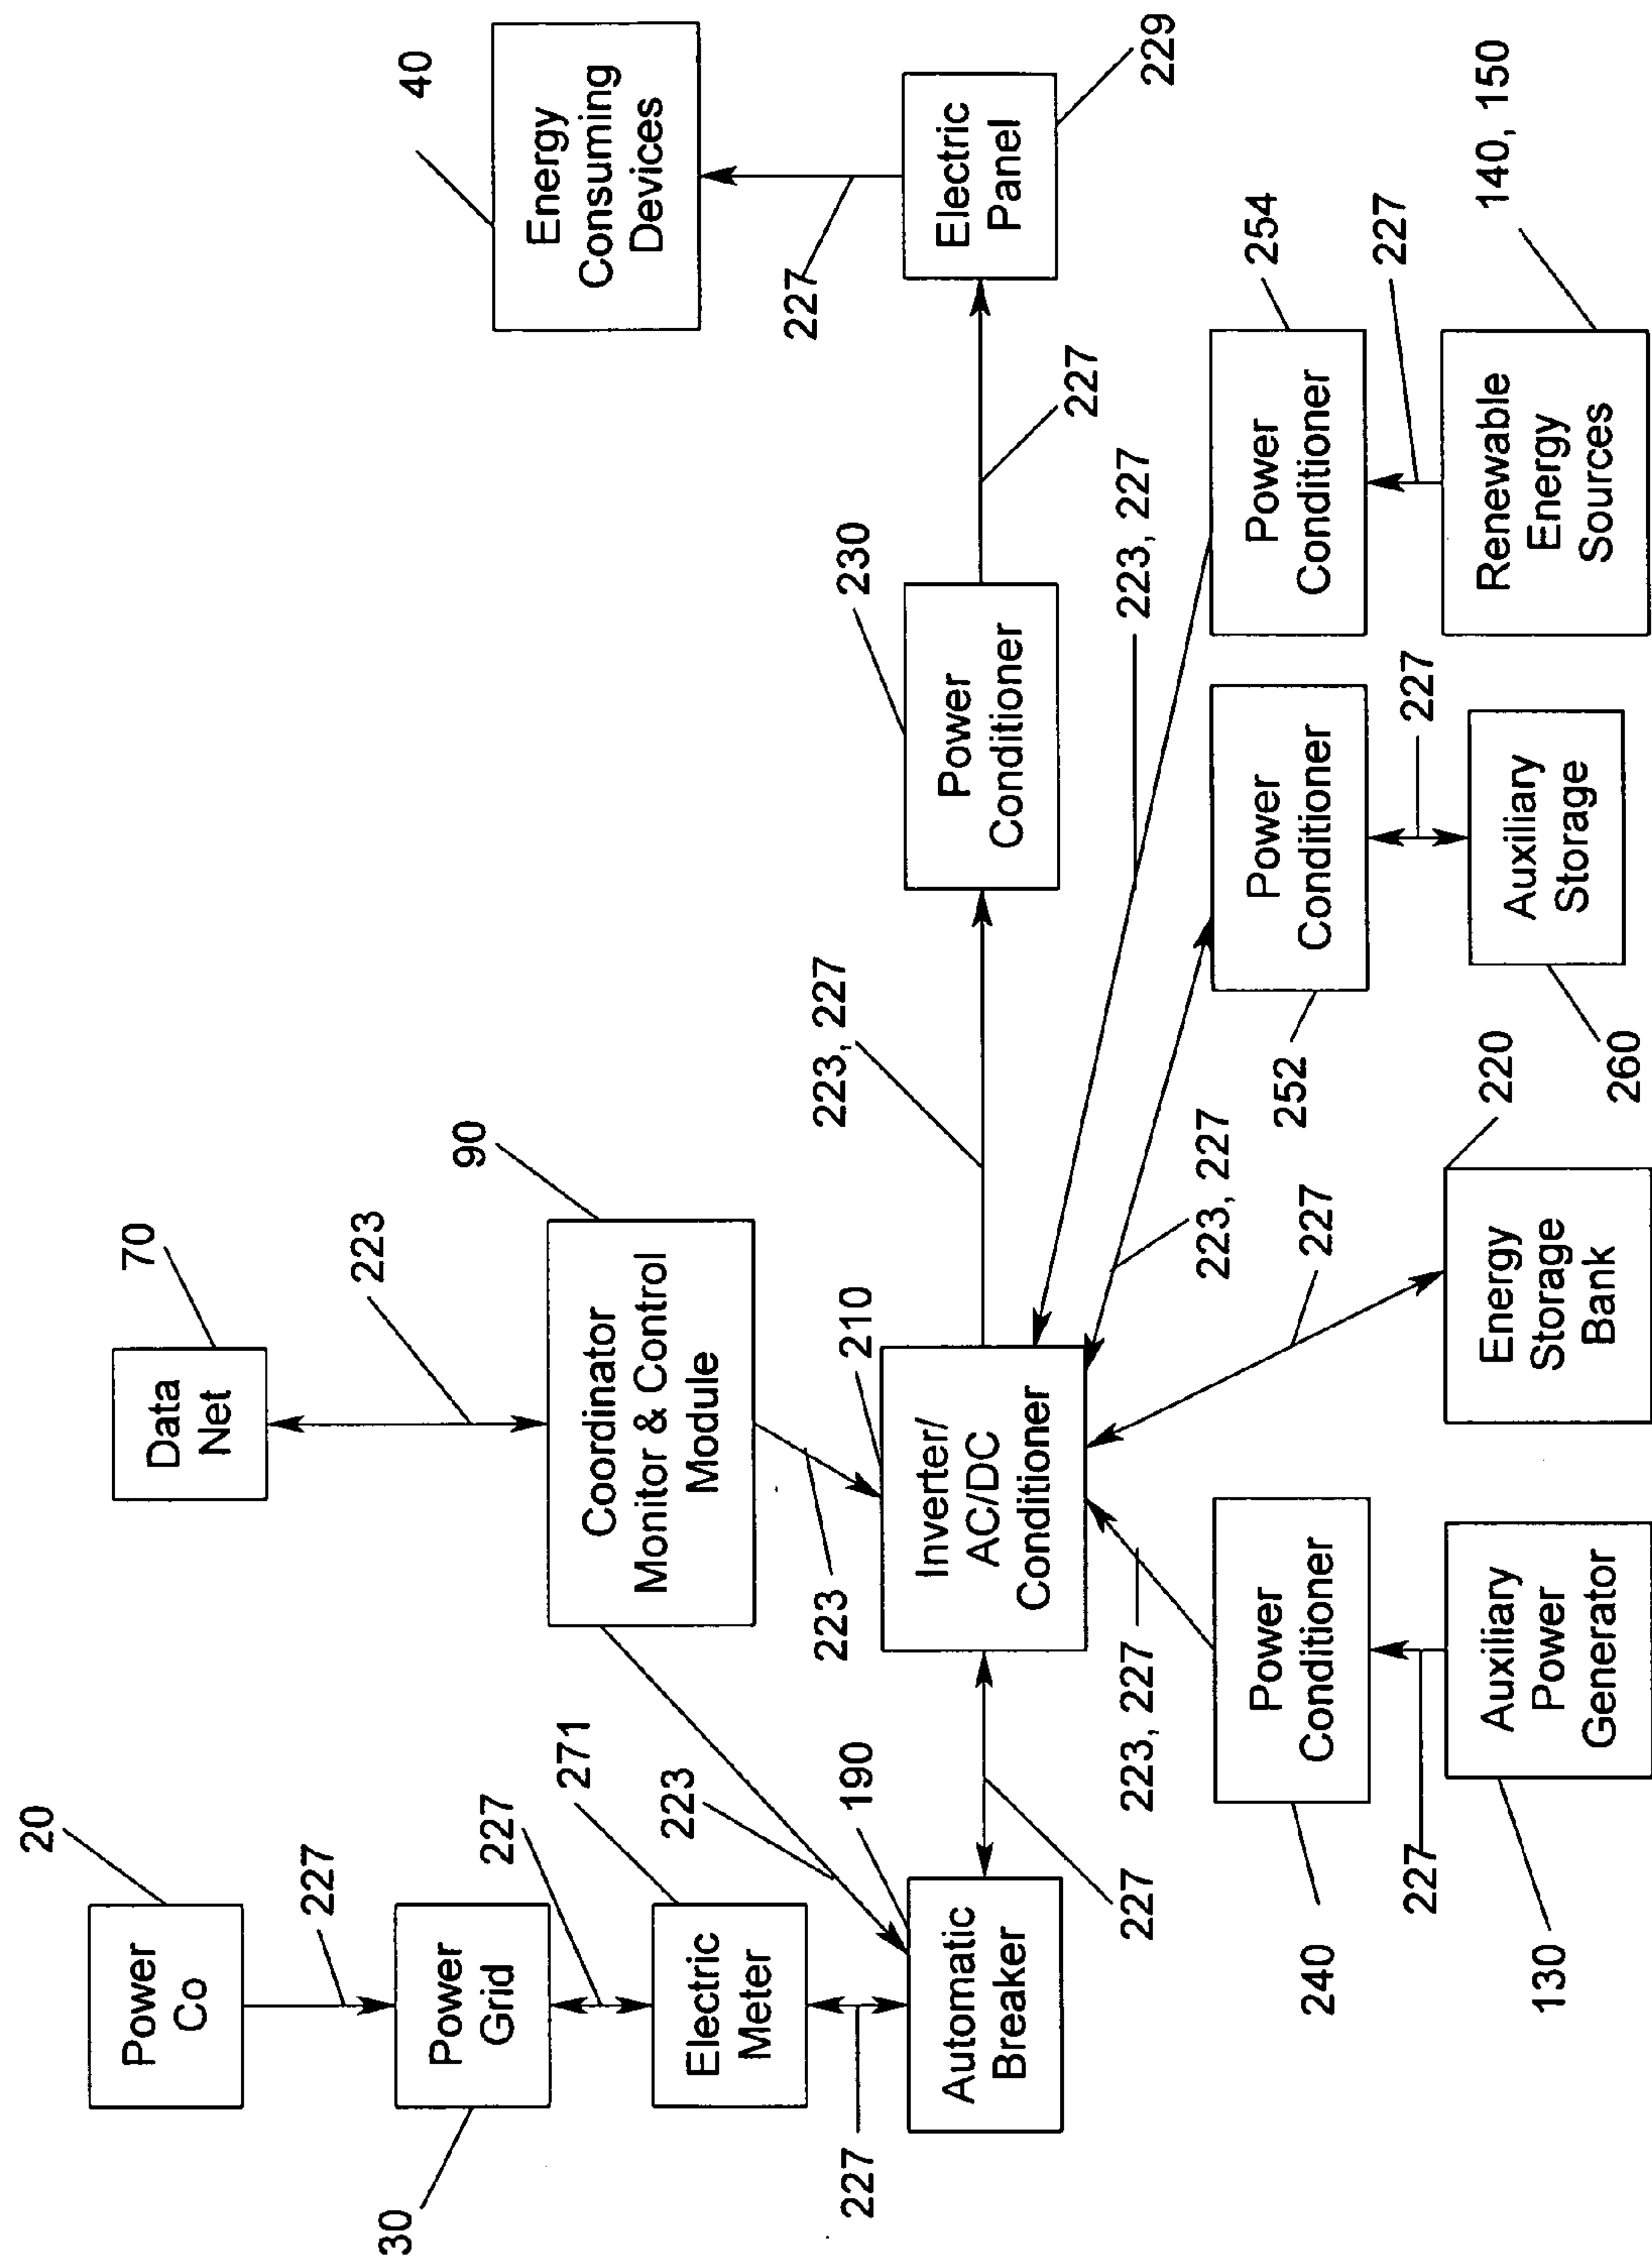 20
Power
Co
227
30
Power
Grid
227
271
Electric
Meter
227
190
Automatic
Breaker
223
227
70
Data
Net
223
90
Coordinator
Monitor & Control
Module
223
210
Inverter/
AC/DC
Conditioner
223, 227
230
Power
Conditioner
227
229
Electric
Panel
227
40
Energy
Consuming
Devices
223, 227
240
Power
Conditioner
227
130
Auxiliary
Power
Generator
227
220
Energy
Storage
Bank
223, 227
252
Power
Conditioner
227
260
Auxiliary
Storage
223, 227
254
Power
Conditioner
227
140, 150
Renewable
Energy
Sources